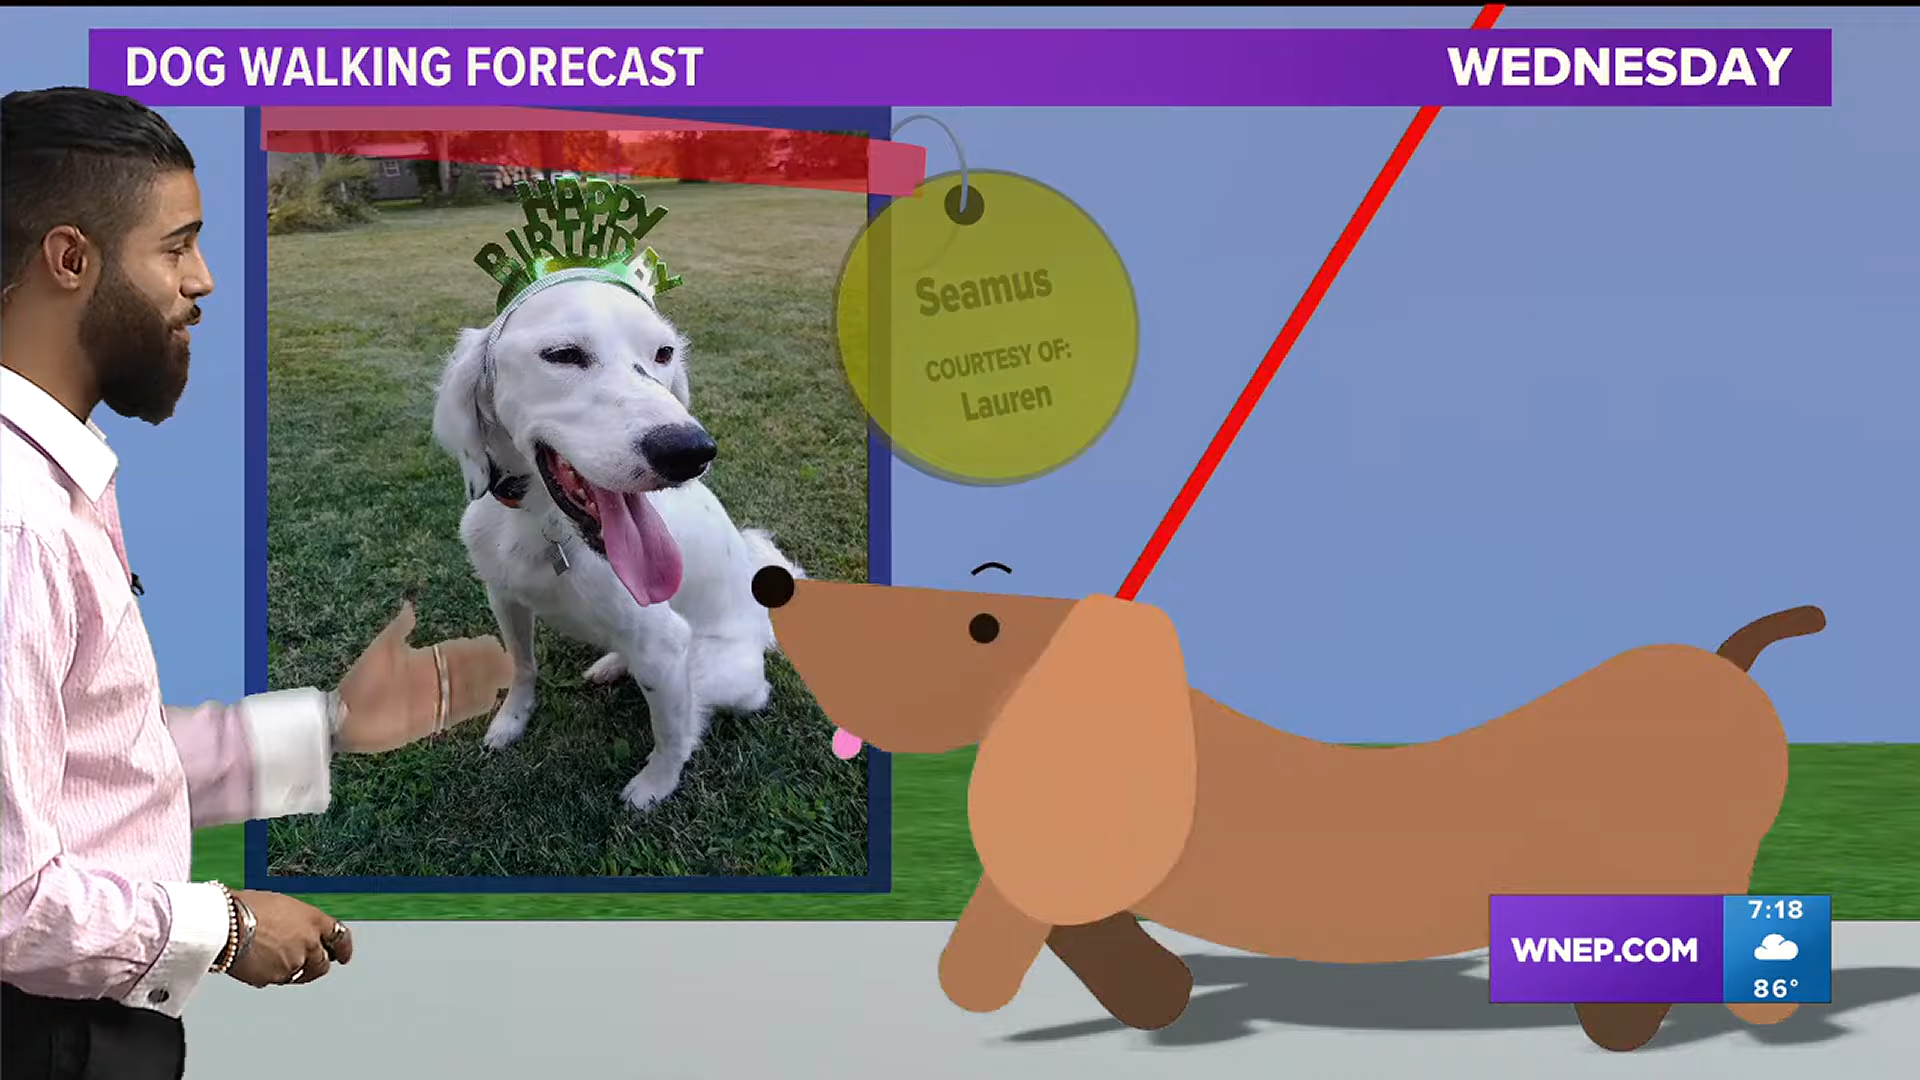 DOG WALKING FORECAST
WEDNESDAY
HAPPY
BIRTHDAY
Seamus
COURTESY OF:
Lauren
WNEP.COM
7:18
86°